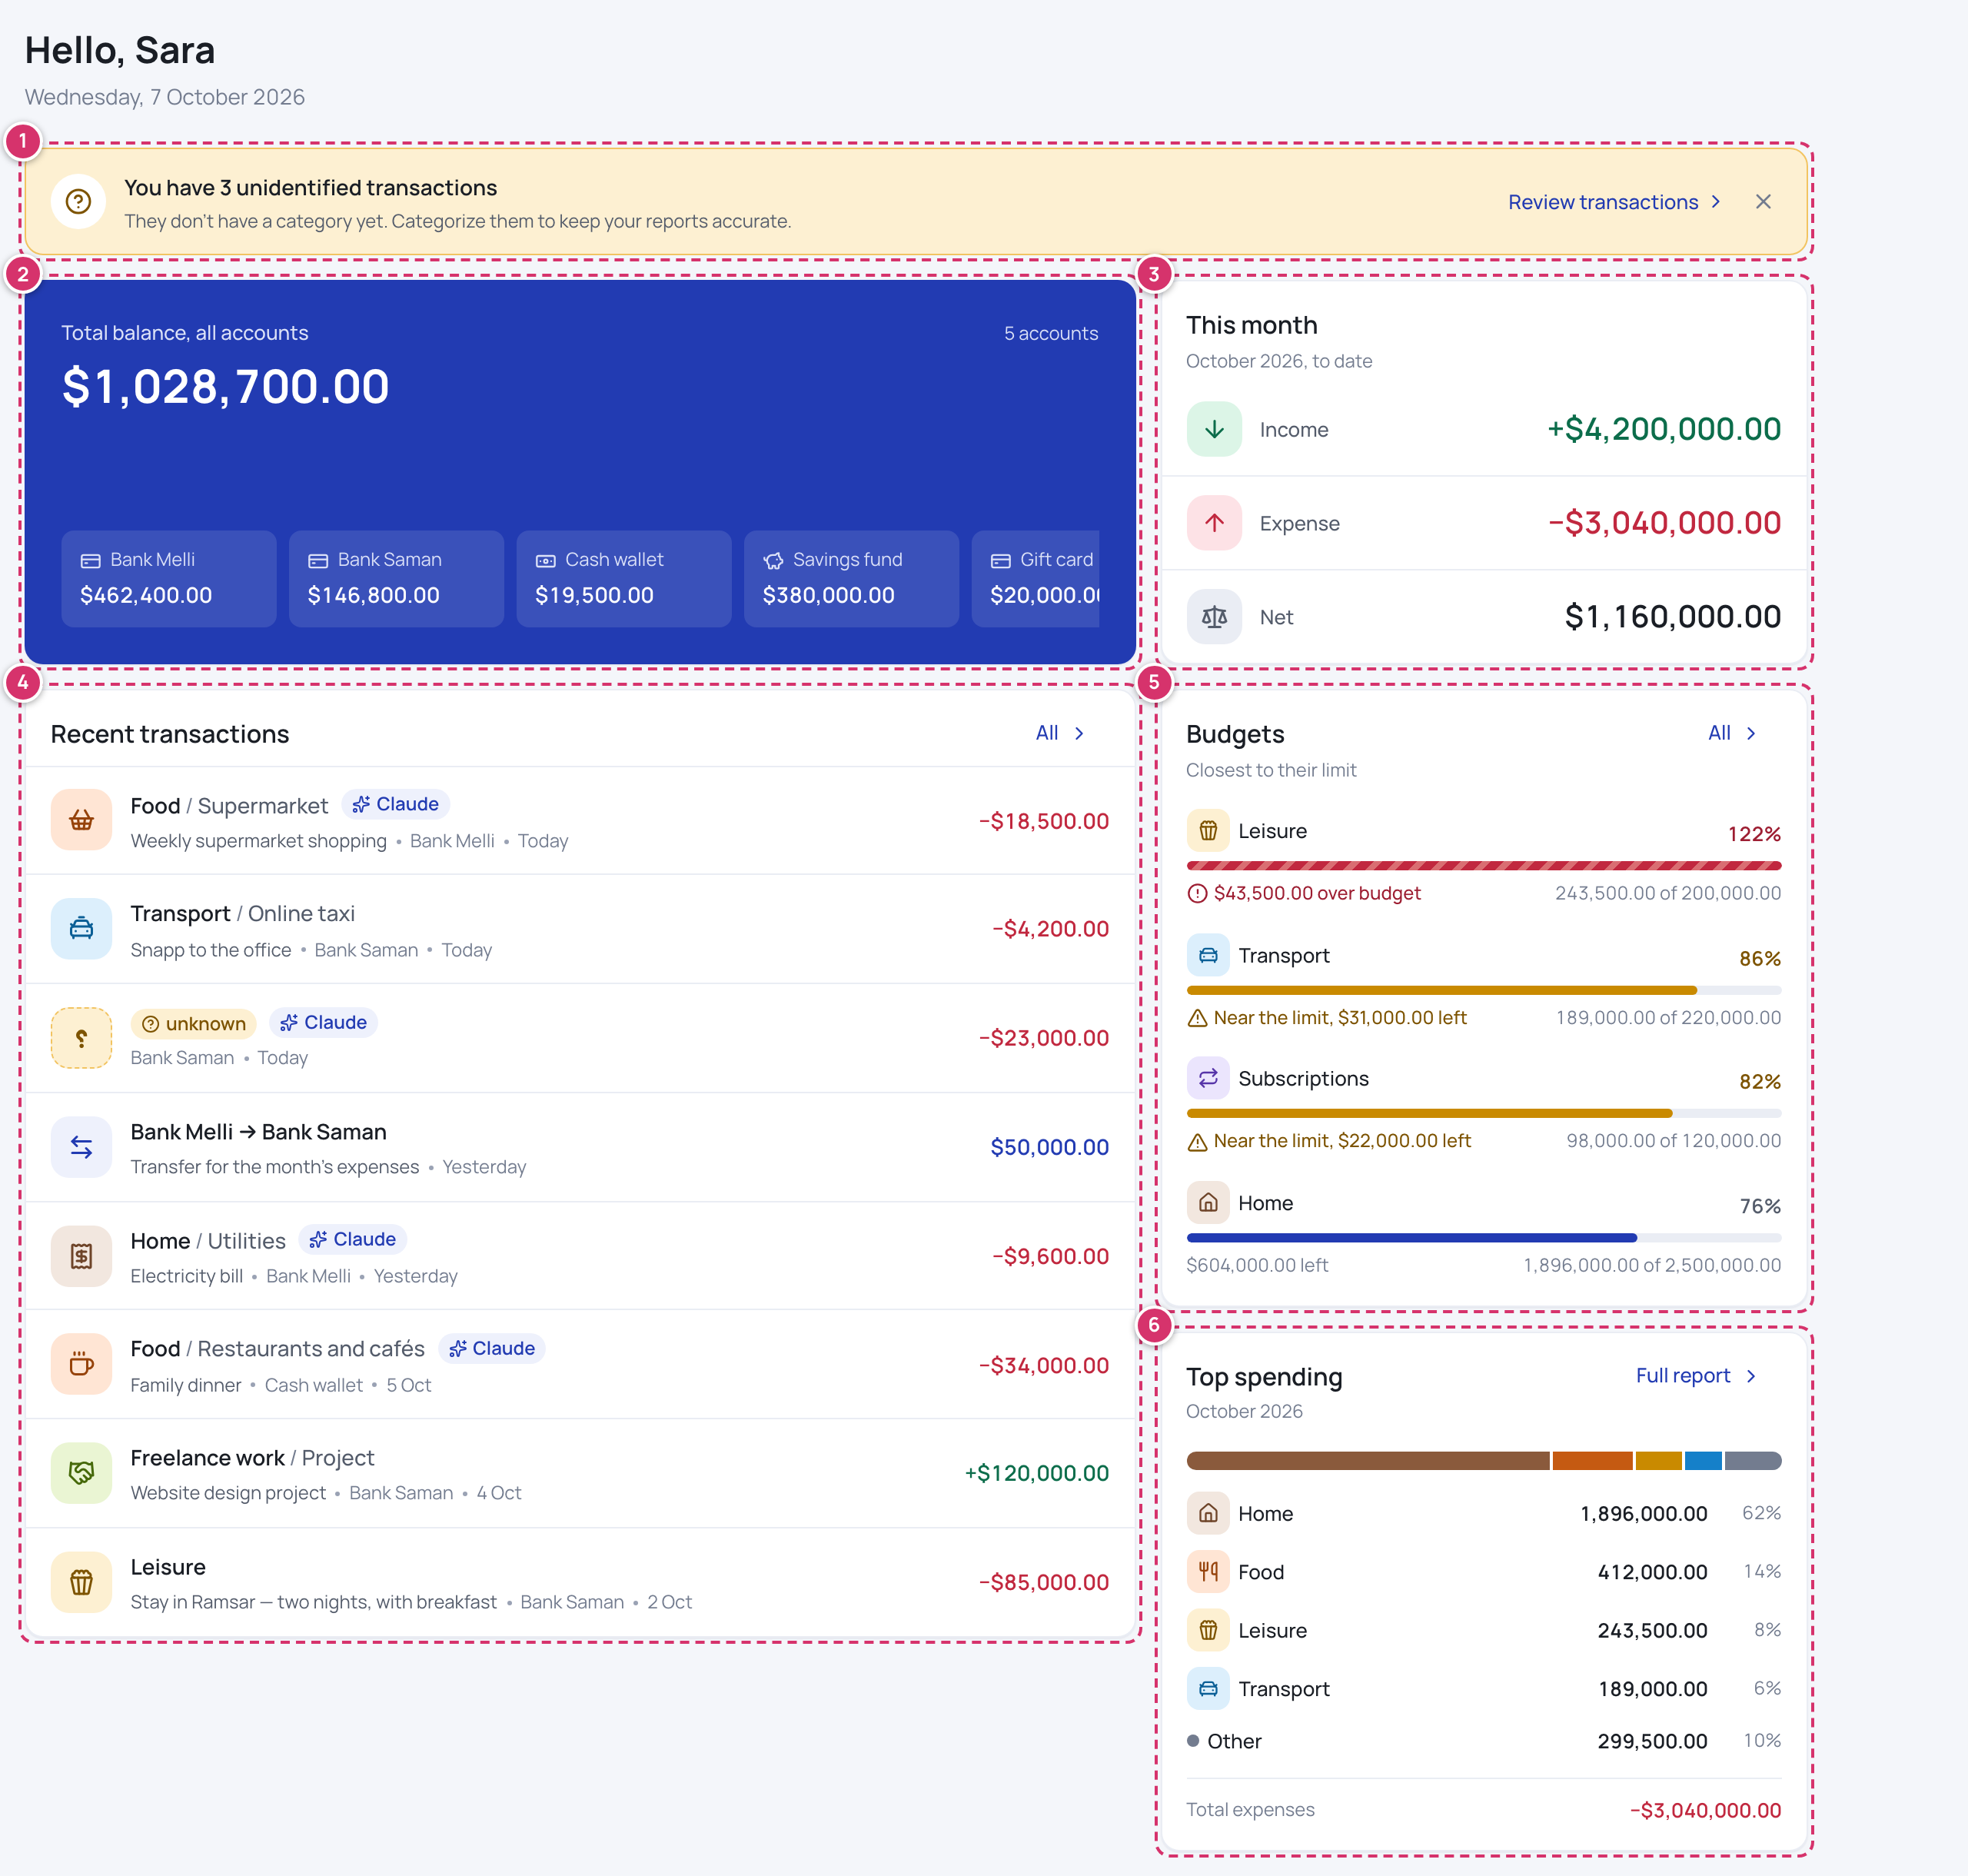 Hello, Sara
Wednesday, 7 October 2026
1
You have 3 unidentified transactions
They don't have a category yet. Categorize them to keep your reports accurate.
Review transactions
2
Total balance, all accounts
5 accounts
$1,028,700.00
Bank Melli
$462,400.00
Bank Saman
$146,800.00
Cash wallet
$19,500.00
Savings fund
$380,000.00
Gift card
$20,000.0
3
This month
October 2026, to date
Income
+$4,200,000.00
Expense
−$3,040,000.00
Net
$1,160,000.00
4
Recent transactions
All
Food / Supermarket Claude
Weekly supermarket shopping • Bank Melli • Today
−$18,500.00
Transport / Online taxi
Snapp to the office • Bank Saman • Today
−$4,200.00
unknown Claude
Bank Saman • Today
−$23,000.00
Bank Melli → Bank Saman
Transfer for the month's expenses • Yesterday
$50,000.00
Home / Utilities Claude
Electricity bill • Bank Melli • Yesterday
−$9,600.00
Food / Restaurants and cafés Claude
Family dinner • Cash wallet • 5 Oct
−$34,000.00
Freelance work / Project
Website design project • Bank Saman • 4 Oct
+$120,000.00
Leisure
Stay in Ramsar — two nights, with breakfast • Bank Saman • 2 Oct
−$85,000.00
5
Budgets
All
Closest to their limit
Leisure
122%
$43,500.00 over budget
243,500.00 of 200,000.00
Transport
86%
Near the limit, $31,000.00 left
189,000.00 of 220,000.00
Subscriptions
82%
Near the limit, $22,000.00 left
98,000.00 of 120,000.00
Home
76%
$604,000.00 left
1,896,000.00 of 2,500,000.00
6
Top spending
Full report
October 2026
Home 1,896,000.00 62%
Food 412,000.00 14%
Leisure 243,500.00 8%
Transport 189,000.00 6%
Other 299,500.00 10%
Total expenses −$3,040,000.00